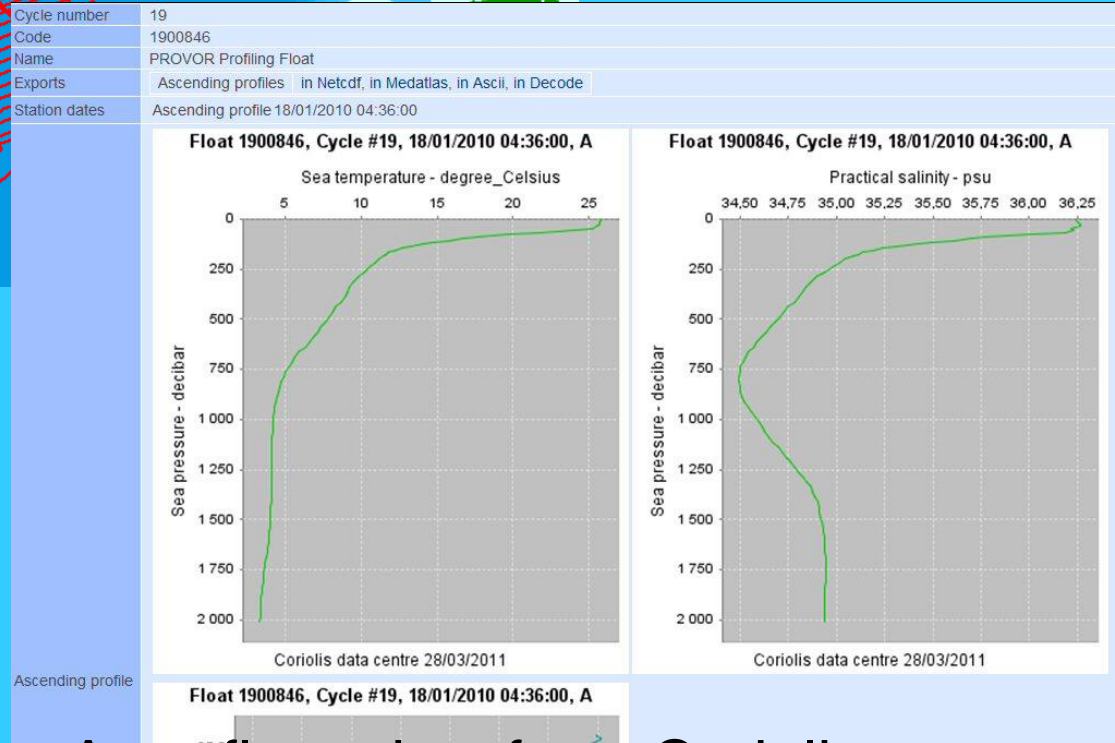 Cycle number 19
Code 1900846
Name PROVOR Profiling Float
Exports Ascending profiles in Netcdf, in Medatlas, in Ascii, in Decode
Station dates Ascending profile 18/01/2010 04:36:00
Float 1900846, Cycle #19, 18/01/2010 04:36:00, A
Sea temperature - degree_Celsius
5 10 15 20 25
0
250
500
750
1 000
1 250
1 500
1 750
2 000
Sea pressure - decibar
Coriolis data centre 28/03/2011
Float 1900846, Cycle #19, 18/01/2010 04:36:00, A
Practical salinity - psu
34,50 34,75 35,00 35,25 35,50 35,75 36,00 36,25
0
250
500
750
1 000
1 250
1 500
1 750
2 000
Sea pressure - decibar
Coriolis data centre 28/03/2011
Ascending profile
Float 1900846, Cycle #19, 18/01/2010 04:36:00, A